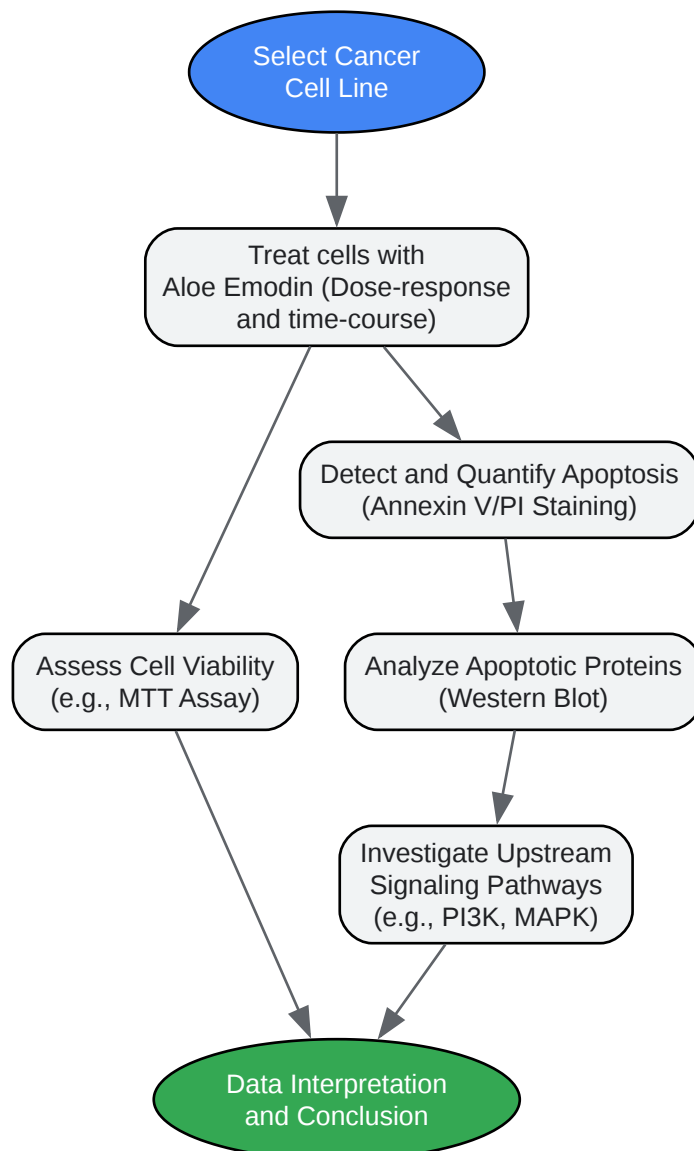 Select Cancer
Cell Line
Treat cells with
Aloe Emodin (Dose-response
and time-course)
Detect and Quantify Apoptosis
(Annexin V/PI Staining)
Assess Cell Viability
(e.g., MTT Assay)
Analyze Apoptotic Proteins
(Western Blot)
Investigate Upstream
Signaling Pathways
(e.g., PI3K, MAPK)
Data Interpretation
and Conclusion